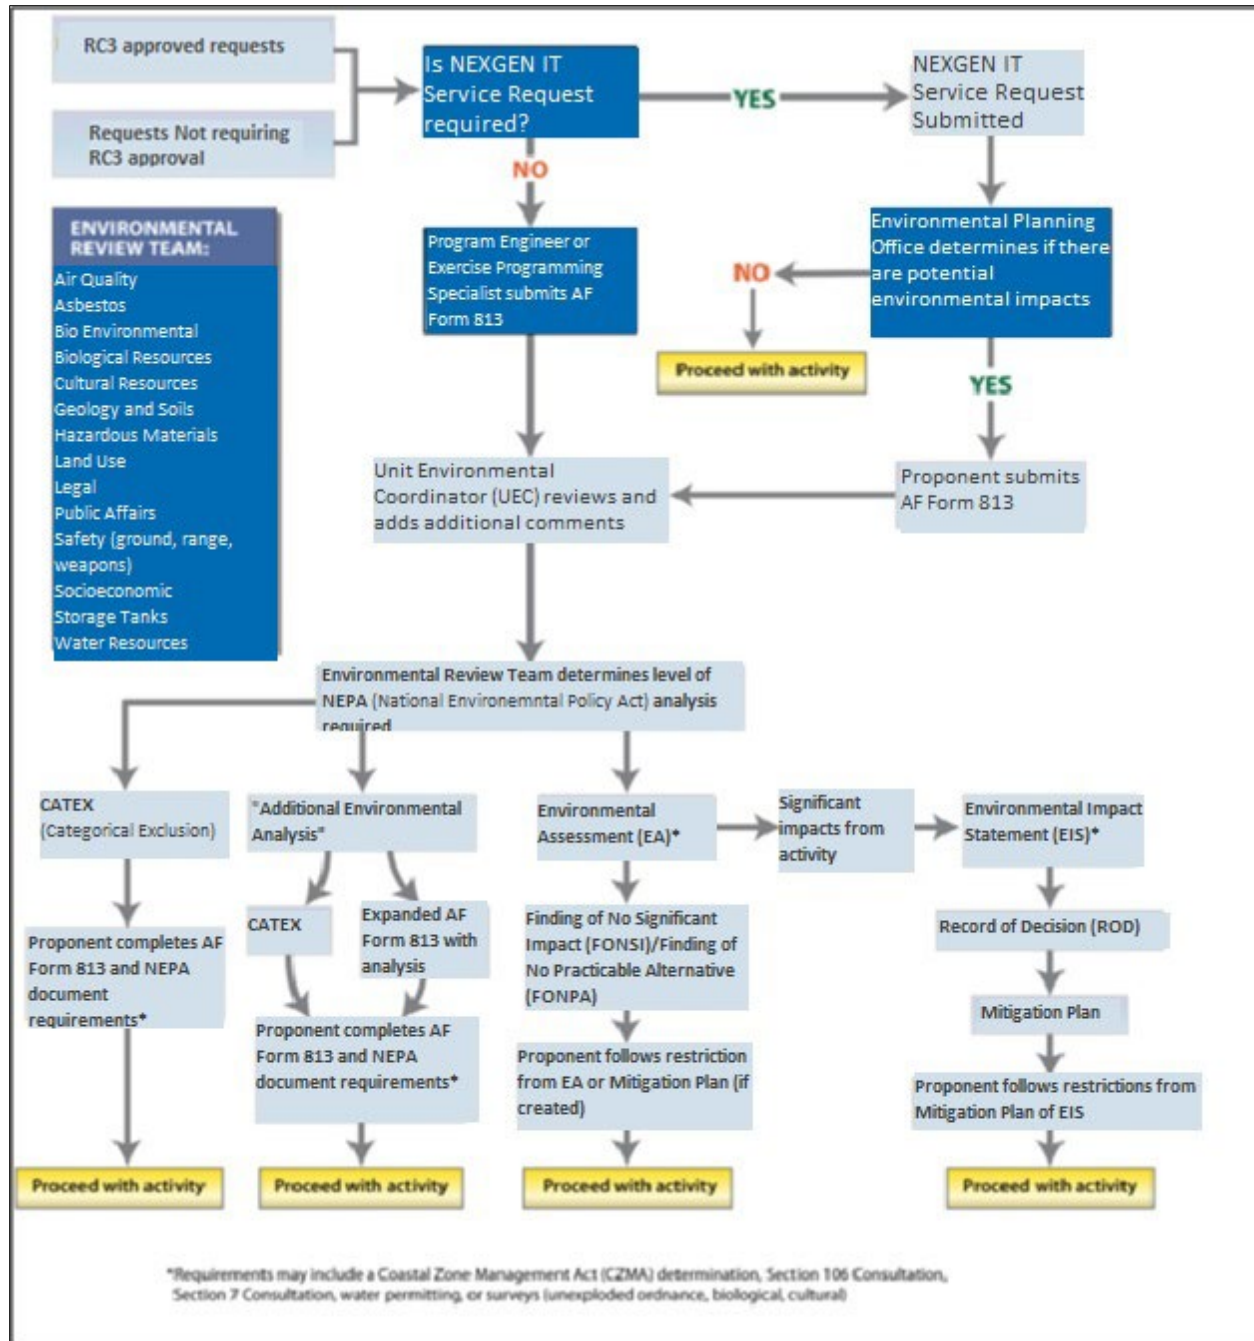 RC3 approved requests
Requests Not requiring
RC3 approval
Is NEXGEN IT
Service Request
required?
YES
NEXGEN IT
Service Request
Submitted
NO
ENVIRONMENTAL
REVIEW TEAM:
Air Quality
Asbestos
Bio Environmental
Biological Resources
Cultural Resources
Geology and Soils
Hazardous Materials
Land Use
Legal
Public Affairs
Safety (ground, range,
weapons)
Socioeconomic
Storage Tanks
Water Resources
Program Engineer or
Exercise Programming
Specialist submits AF
Form 813
Environmental Planning
Office determines if there
are potential
environmental impacts
NO
Proceed with activity
YES
Unit Environmental
Coordinator (UEC) reviews and
adds additional comments
Proponent submits
AF Form 813
Environmental Review Team determines level of
NEPA (National Environemntal Policy Act) analysis
required
CATEX
(Categorical Exclusion)
"Additional Environmental
Analysis"
Environmental
Assessment (EA)*
Significant
impacts from
activity
Environmental Impact
Statement (EIS)*
Proponent completes AF
Form 813 and NEPA
document
requirements*
CATEX
Expanded AF
Form 813 with
analysis
Finding of No Significant
Impact (FONSI)/Finding of
No Practicable Alternative
(FONPA)
Record of Decision (ROD)
Mitigation Plan
Proponent completes AF
Form 813 and NEPA
document requirements*
Proponent follows restriction
from EA or Mitigation Plan (if
created)
Proponent follows restrictions from
Mitigation Plan of EIS
Proceed with activity
Proceed with activity
Proceed with activity
Proceed with activity
*Requirements may include a Coastal Zone Management Act (CZMA) determination, Section 106 Consultation,
Section 7 Consultation, water permitting, or surveys (unexploded ordnance, biological, cultural)